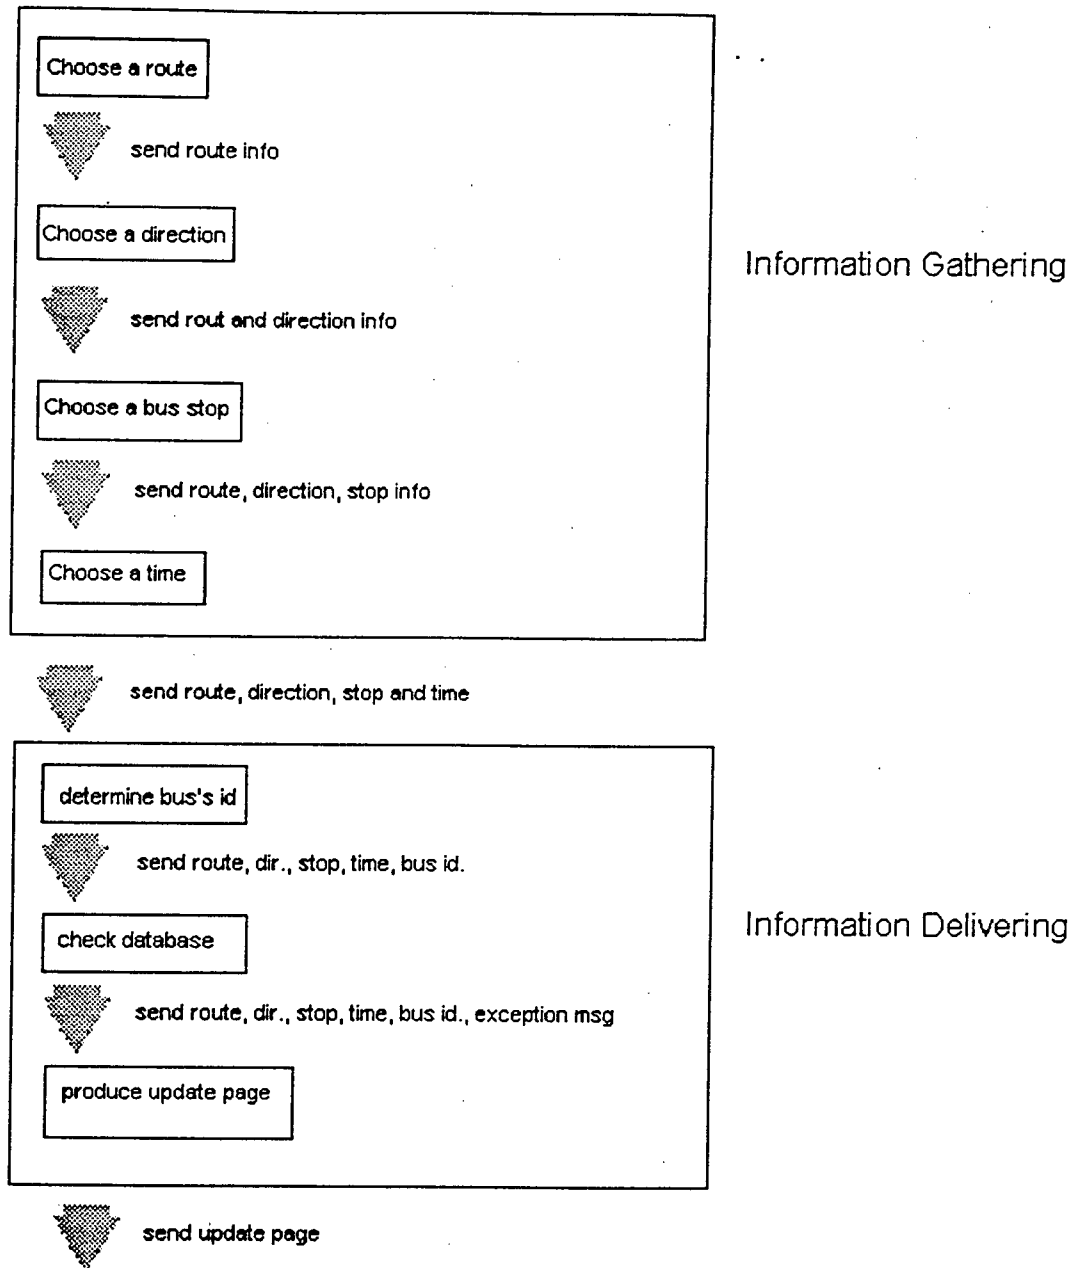 Choose a route
send route info
Choose a direction
Information Gathering
send rout and direction info
Choose a bus stop
send route, direction, stop info
Choose a time
send route, direction, stop and time
determine bus's id
send route, dir., stop, time, bus id.
Information Delivering
check database
send route, dir., stop, time, bus id., exception msg
produce update page
send update page